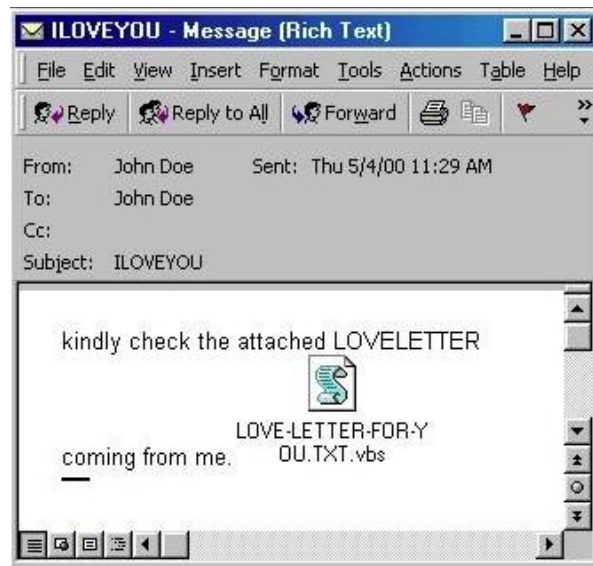 ILOVEYOU - Message (Rich Text)
File Edit View Insert Format Tools Actions Table Help
Reply Reply to All Forward
From: John Doe Sent: Thu 5/4/00 11:29 AM
To: John Doe
Cc:
Subject: ILOVEYOU
kindly check the attached LOVELETTER
LOVE-LETTER-FOR-Y
OU.TXT.vbs
coming from me.